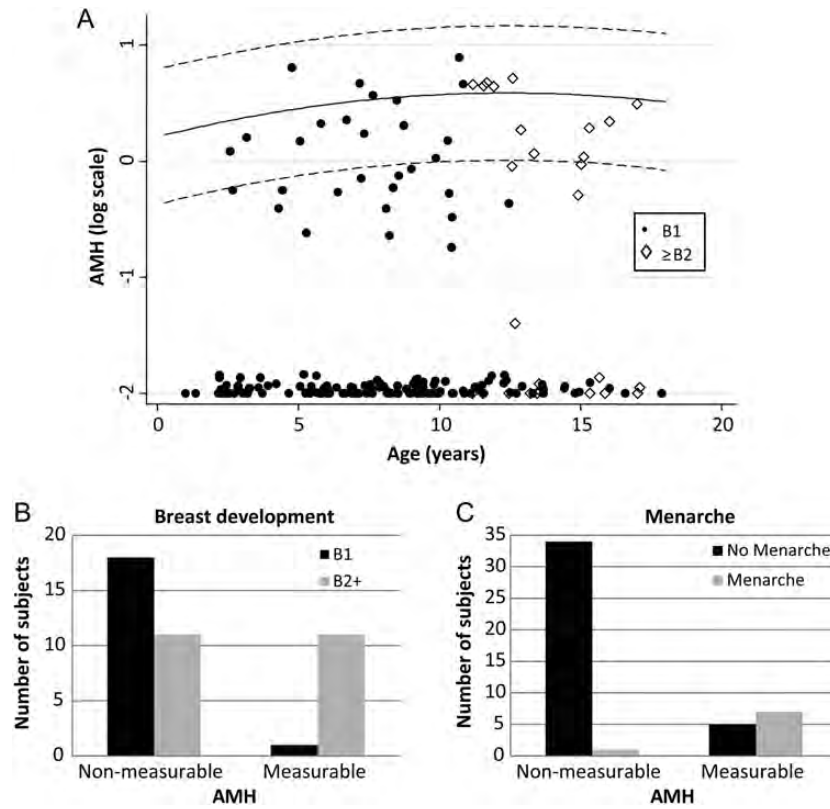 A
1
0
-1
-2
AMH (log scale)
B1
≥B2
0 5 10 15 20
Age (years)
B
Breast development
20
15
10
5
0
Number of subjects
B1
B2+
Non-measurable Measurable
AMH
C
Menarche
35
30
25
20
15
10
5
0
Number of subjects
No Menarche
Menarche
Non-measurable Measurable
AMH